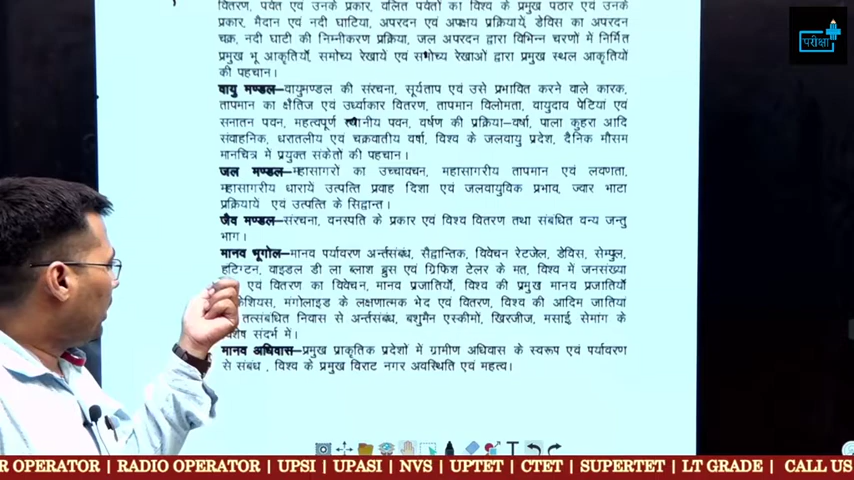 वितरण, पर्वत एवं उनके प्रकार, वलित पर्वतों का विश्व के प्रमुख पठार एवं उनके
प्रकार, मैदान एवं नदी घाटिया, अपरदन एवं अपक्षय प्रक्रियायें, डेविस का अपरदन
चक्र, नदी घाटी की निम्नीकरण प्रक्रिया, जल अपरदन द्वारा विभिन्न चरणों में निर्मित
प्रमुख भू आकृतियाँ, समोच्य रेखायें एवं समोच्य रेखाओं द्वारा प्रमुख स्थल आकृतियों
की पहचान।
वायु मण्डल–वायुमण्डल की संरचना, सूर्यताप एवं उसे प्रभावित करने वाले कारक,
तापमान का क्षैतिज एवं उर्ध्वाकार वितरण, तापमान विलोमता, वायुदाव पेटियां एवं
सनातन पवन, महत्वपूर्ण स्थानीय पवन, वर्षण की प्रक्रिया–वर्षा, पाला कुहरा आदि
संवाहनिक, धरातलीय एवं चक्रवातीय वर्षा, विश्व के जलवायु प्रदेश, दैनिक मौसम
मानचित्र में प्रयुक्त संकेतों की पहचान।
जल मण्डल–महासागरों का उच्चावचन, महासागरीय तापमान एवं लवणता,
महासागरीय धारायें उत्पत्ति प्रवाह दिशा एवं जलवायुविक प्रभाव, ज्वार भाटा
प्रक्रियायें एवं उत्पत्ति के सिद्वान्त।
जैव मण्डल–संरचना, वनस्पति के प्रकार एवं विश्व वितरण तथा संबधित वन्य जन्तु
भाग।
मानव भूगोल–मानव पर्यावरण अर्न्तसंबध, सैद्वान्तिक, विवेचन रेटजेल, डेविस, सेम्पुल,
हटिंग्टन, वाइडल डी ला ब्लाश ब्रुस एवं ग्रिफिश टेलर के मत, विश्व में जनसंख्या
एवं वितरण का विवेचन, मानव प्रजातियों, विश्व की प्रमुख मानव प्रजातियों
मंगोलाइड के लक्षणात्मक भेद एवं वितरण, विश्व की आदिम जातियां
तत्संबधित निवास से अर्न्तसंबध, बशुमैन एस्कीमो, खिरजीज, मसाई, सेमांग के
संदर्भ में।
मानव अधिवास–प्रमुख प्राकृतिक प्रदेशों में ग्रामीण अधिवास के स्वरूप एवं पर्यावरण
से संबंध , विश्व के प्रमुख विराट नगर अवस्थिति एवं महत्व।
परीक्षा
R OPERATOR | RADIO OPERATOR | UPSI | UPASI | NVS | UPTET | CTET | SUPERTET | LT GRADE | CALL US